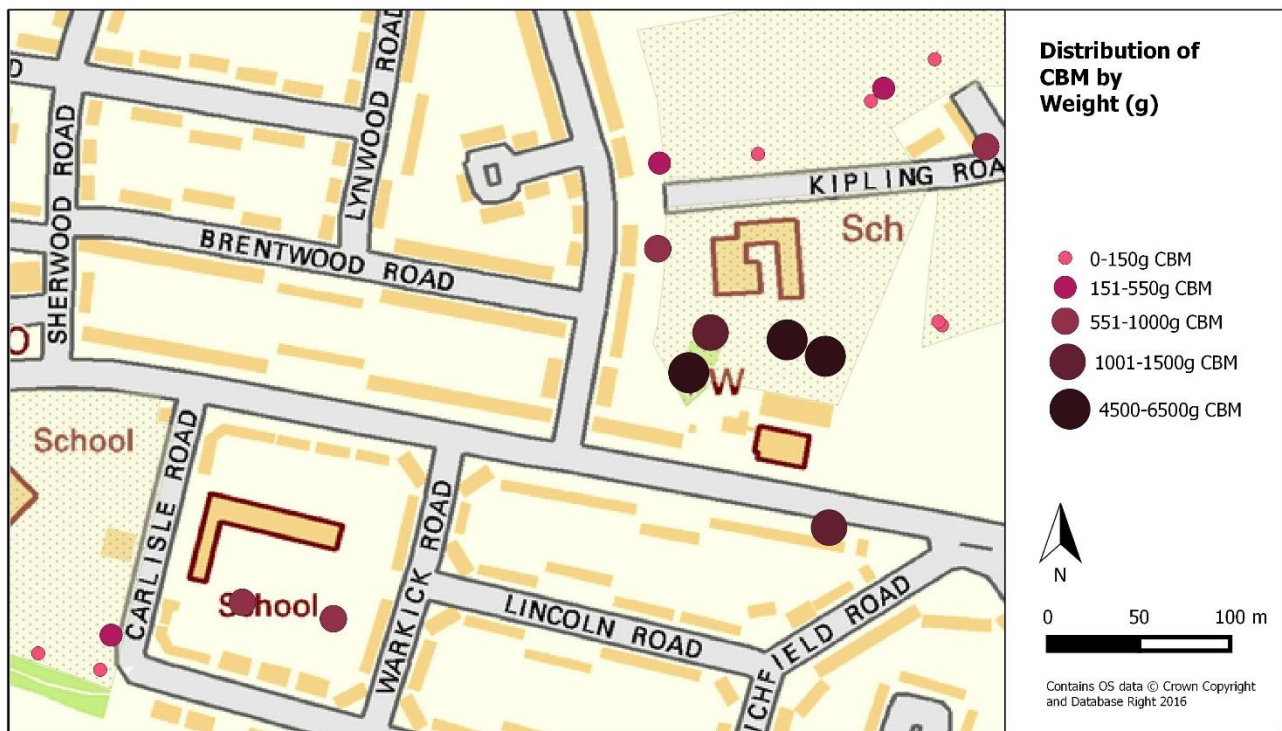 Distribution of
CBM by
Weight (g)
0-150g CBM
151-550g CBM
551-1000g CBM
1001-1500g CBM
4500-6500g CBM
N
0 50 100 m
Contains OS data © Crown Copyright
and Database Right 2016
D
LYNWOOD ROAD
SHERWOOD ROAD
BRENTWOOD ROAD
KIPLING ROA
Sch
O
W
School
CARLISLE ROAD
School
WARKICK ROAD
LINCOLN ROAD
ICHFIELD ROAD